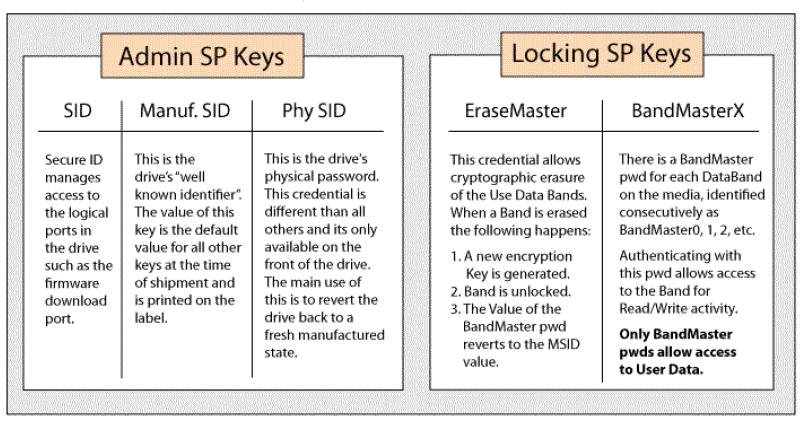 Admin SP Keys
SID
Secure ID
manages
access to
the logical
ports in
the drive
such as the
firmware
download
port.
Manuf. SID
This is the
drive's "well
known identifier".
The value of this
key is the default
value for all other
keys at the time
of shipment and
is printed on the
label.
Phy SID
This is the drive's
physical password.
This credential is
different than all
others and its only
available on the
front of the drive.
The main use of
this is to revert the
drive back to a
fresh manufactured
state.
Locking SP Keys
EraseMaster
This credential allows
cryptographic erasure
of the Use Data Bands.
When a Band is erased
the following happens:
1. A new encryption
Key is generated.
2. Band is unlocked.
3. The Value of the
BandMaster pwd
reverts to the MSID
value.
BandMasterX
There is a BandMaster
pwd for each DataBand
on the media, identified
consecutively as
BandMaster0, 1, 2, etc.
Authenticating with
this pwd allows access
to the Band for
Read/Write activity.
Only BandMaster
pwds allow access
to User Data.